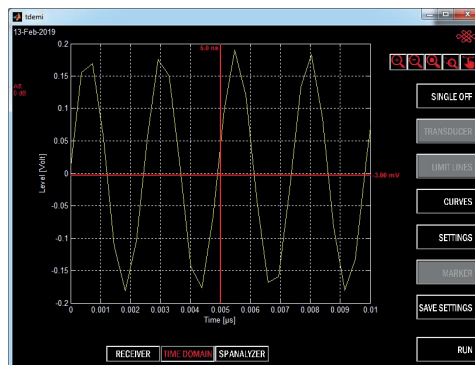 tdemi
13-Feb-2019
5.0 ns
Att
0 dB
0.2
0.15
0.1
0.05
0
-0.05
-0.1
-0.15
-0.2
Level [Volt]
-3.00 mV
0 0.001 0.002 0.003 0.004 0.005 0.006 0.007 0.008 0.009 0.01
Time [µs]
SINGLE OFF
TRANSDUCER
LIMIT LINES
CURVES
SETTINGS
MARKER
SAVE SETTINGS
RUN
RECEIVER TIME DOMAIN SPANALYZER